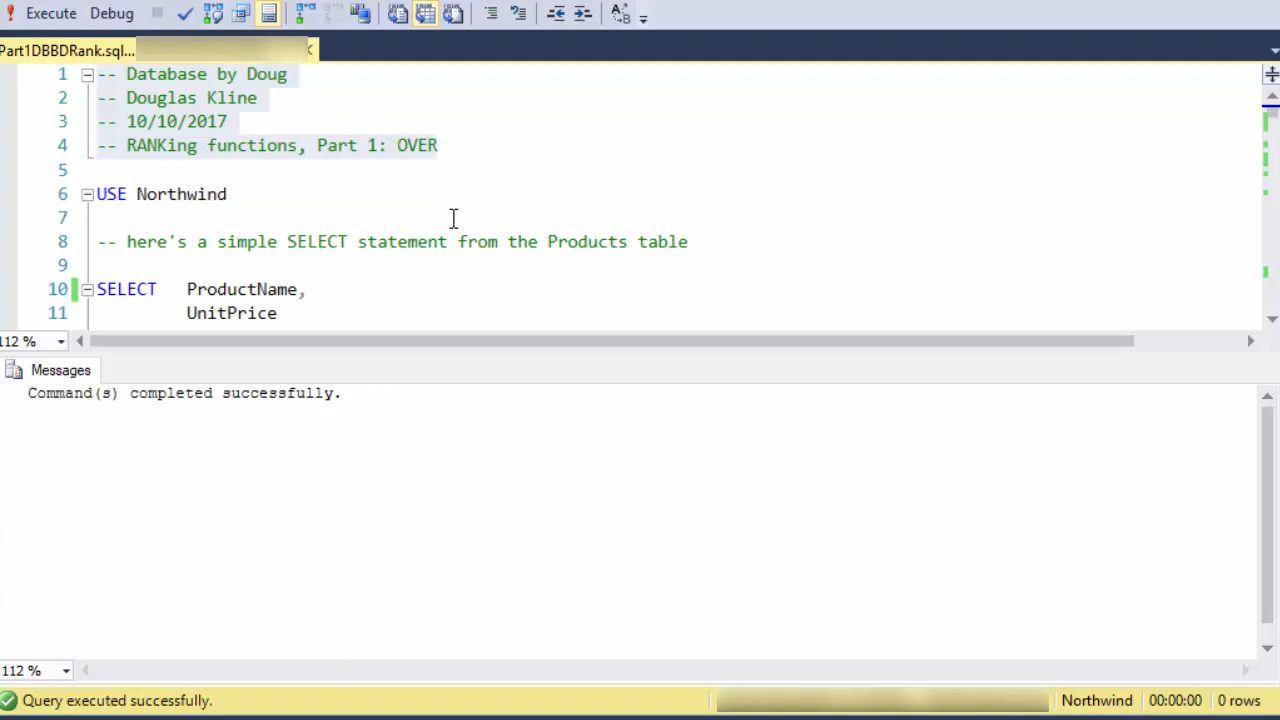 Execute Debug
Part1DBBDRank.sql...
1 -- Database by Doug
2 -- Douglas Kline
3 -- 10/10/2017
4 -- RANKing functions, Part 1: OVER
5
6 USE Northwind
7
8 -- here's a simple SELECT statement from the Products table
9
10 SELECT ProductName,
11 UnitPrice
112 %
Messages
Command(s) completed successfully.
112 %
Query executed successfully. Northwind 00:00:00 0 rows